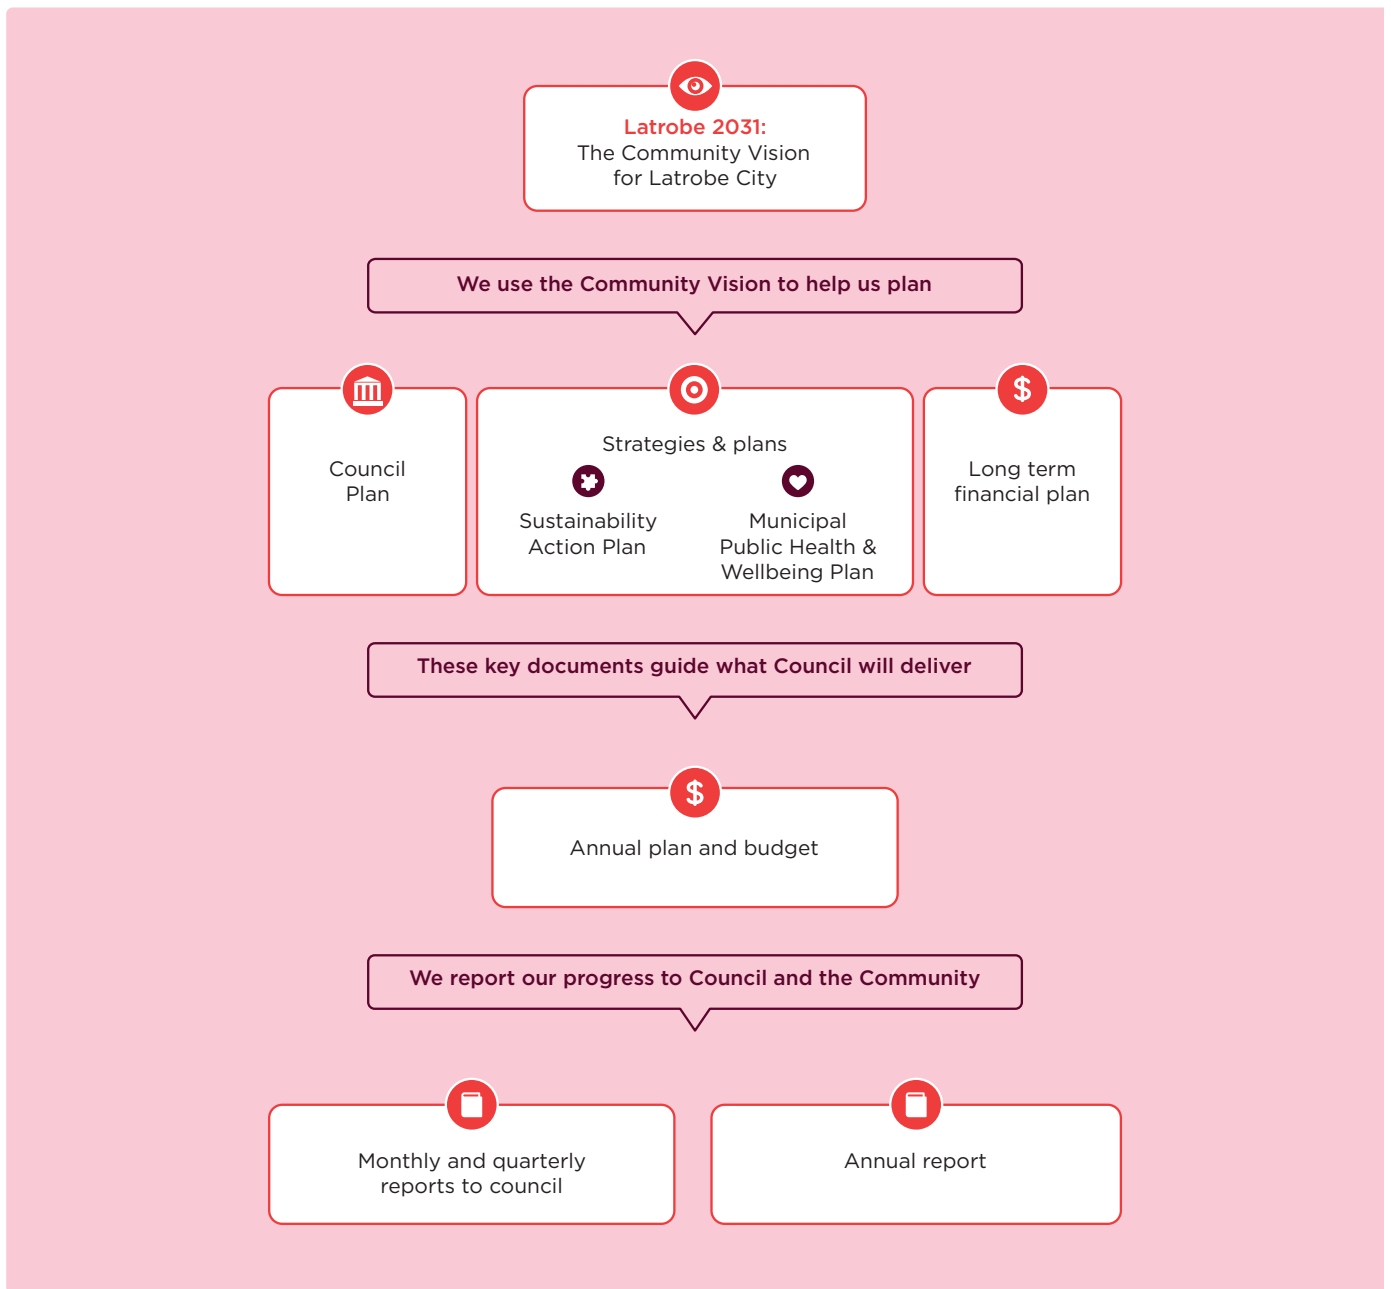 Latrobe 2031:
The Community Vision
for Latrobe City
We use the Community Vision to help us plan
Council
Plan
Strategies & plans
Sustainability
Action Plan
Municipal
Public Health &
Wellbeing Plan
Long term
financial plan
These key documents guide what Council will deliver
Annual plan and budget
We report our progress to Council and the Community
Monthly and quarterly
reports to council
Annual report